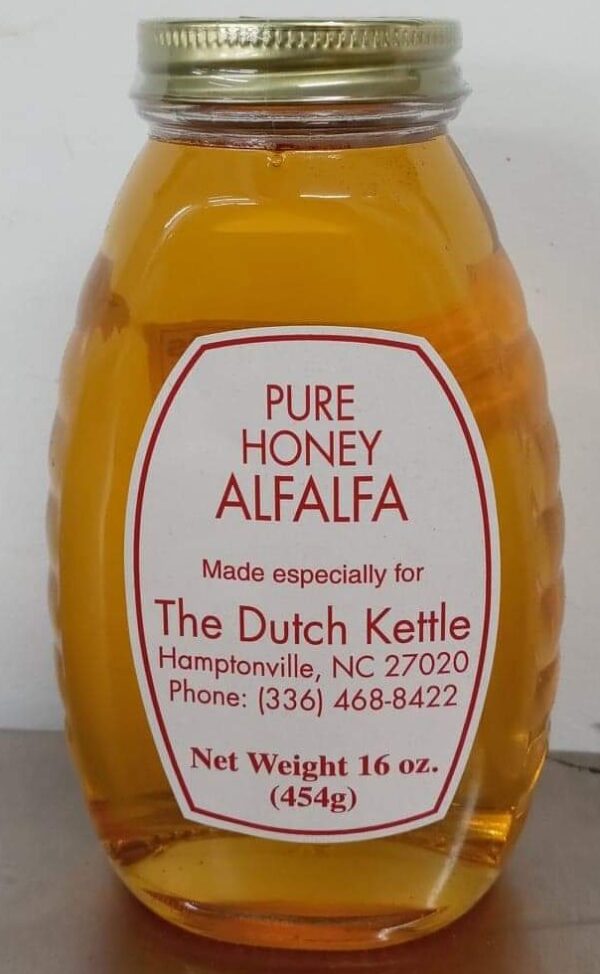 PURE
HONEY
ALFALFA
Made especially for
The Dutch Kettle
Hamptonville, NC 27020
Phone: (336) 468-8422
Net Weight 16 oz.
(454g)